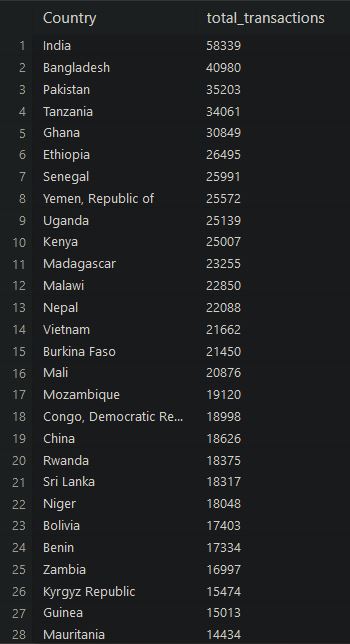 Country total_transactions
1 India 58339
2 Bangladesh 40980
3 Pakistan 35203
4 Tanzania 34061
5 Ghana 30849
6 Ethiopia 26495
7 Senegal 25991
8 Yemen, Republic of 25572
9 Uganda 25139
10 Kenya 25007
11 Madagascar 23255
12 Malawi 22850
13 Nepal 22088
14 Vietnam 21662
15 Burkina Faso 21450
16 Mali 20876
17 Mozambique 19120
18 Congo, Democratic Re... 18998
19 China 18626
20 Rwanda 18375
21 Sri Lanka 18317
22 Niger 18048
23 Bolivia 17403
24 Benin 17334
25 Zambia 16997
26 Kyrgyz Republic 15474
27 Guinea 15013
28 Mauritania 14434